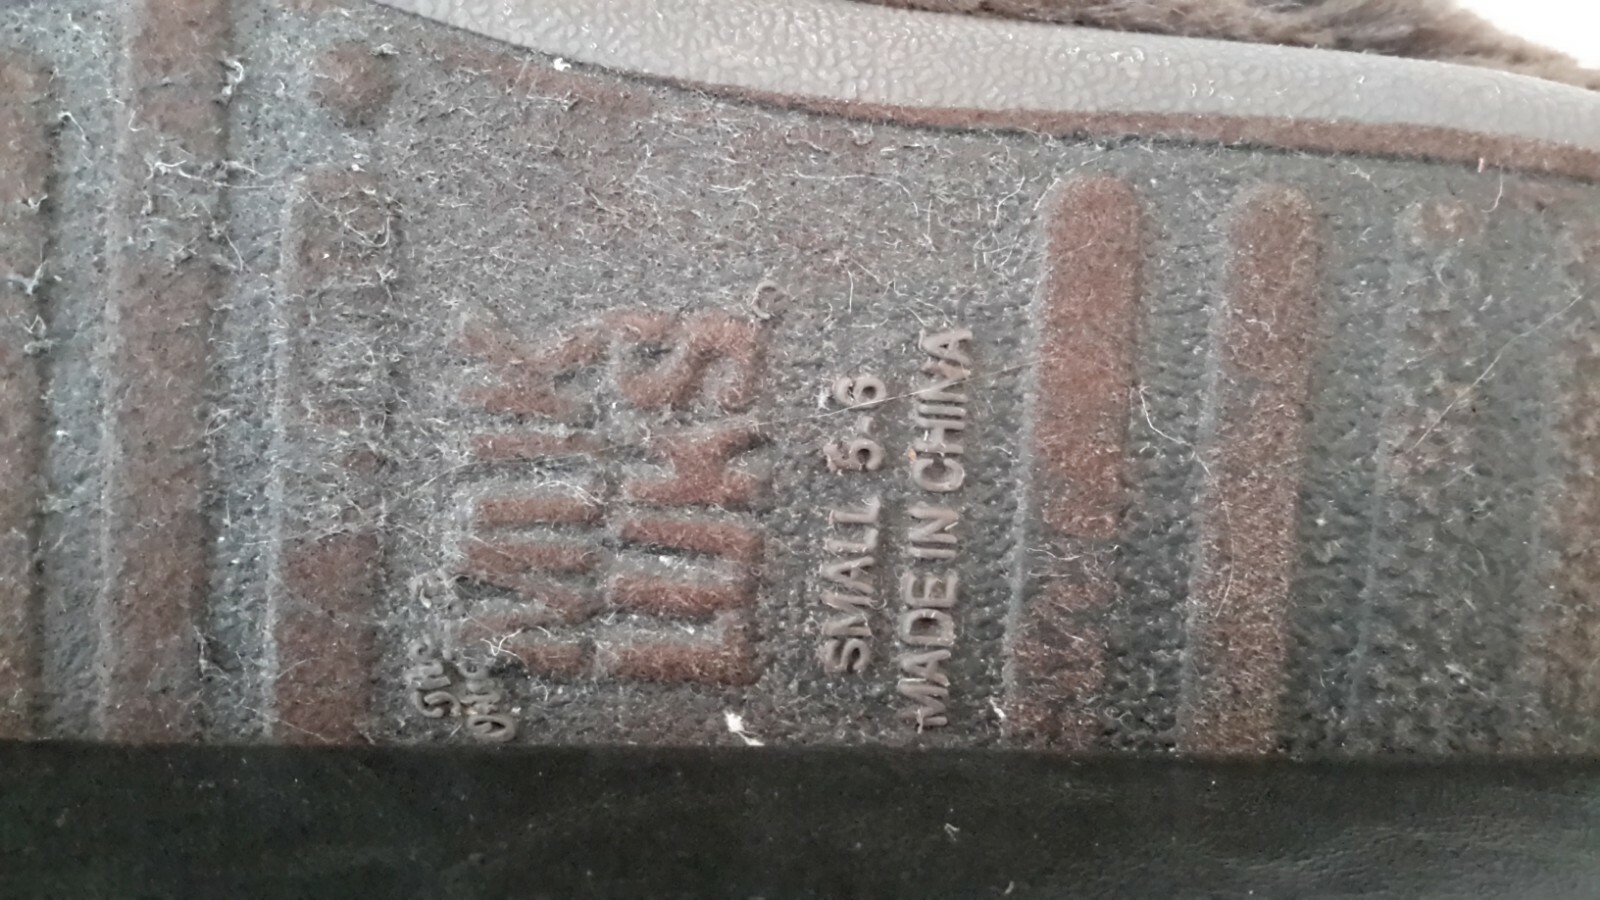 MUK
LUKS
SMALL 5-6
MADE IN CHINA